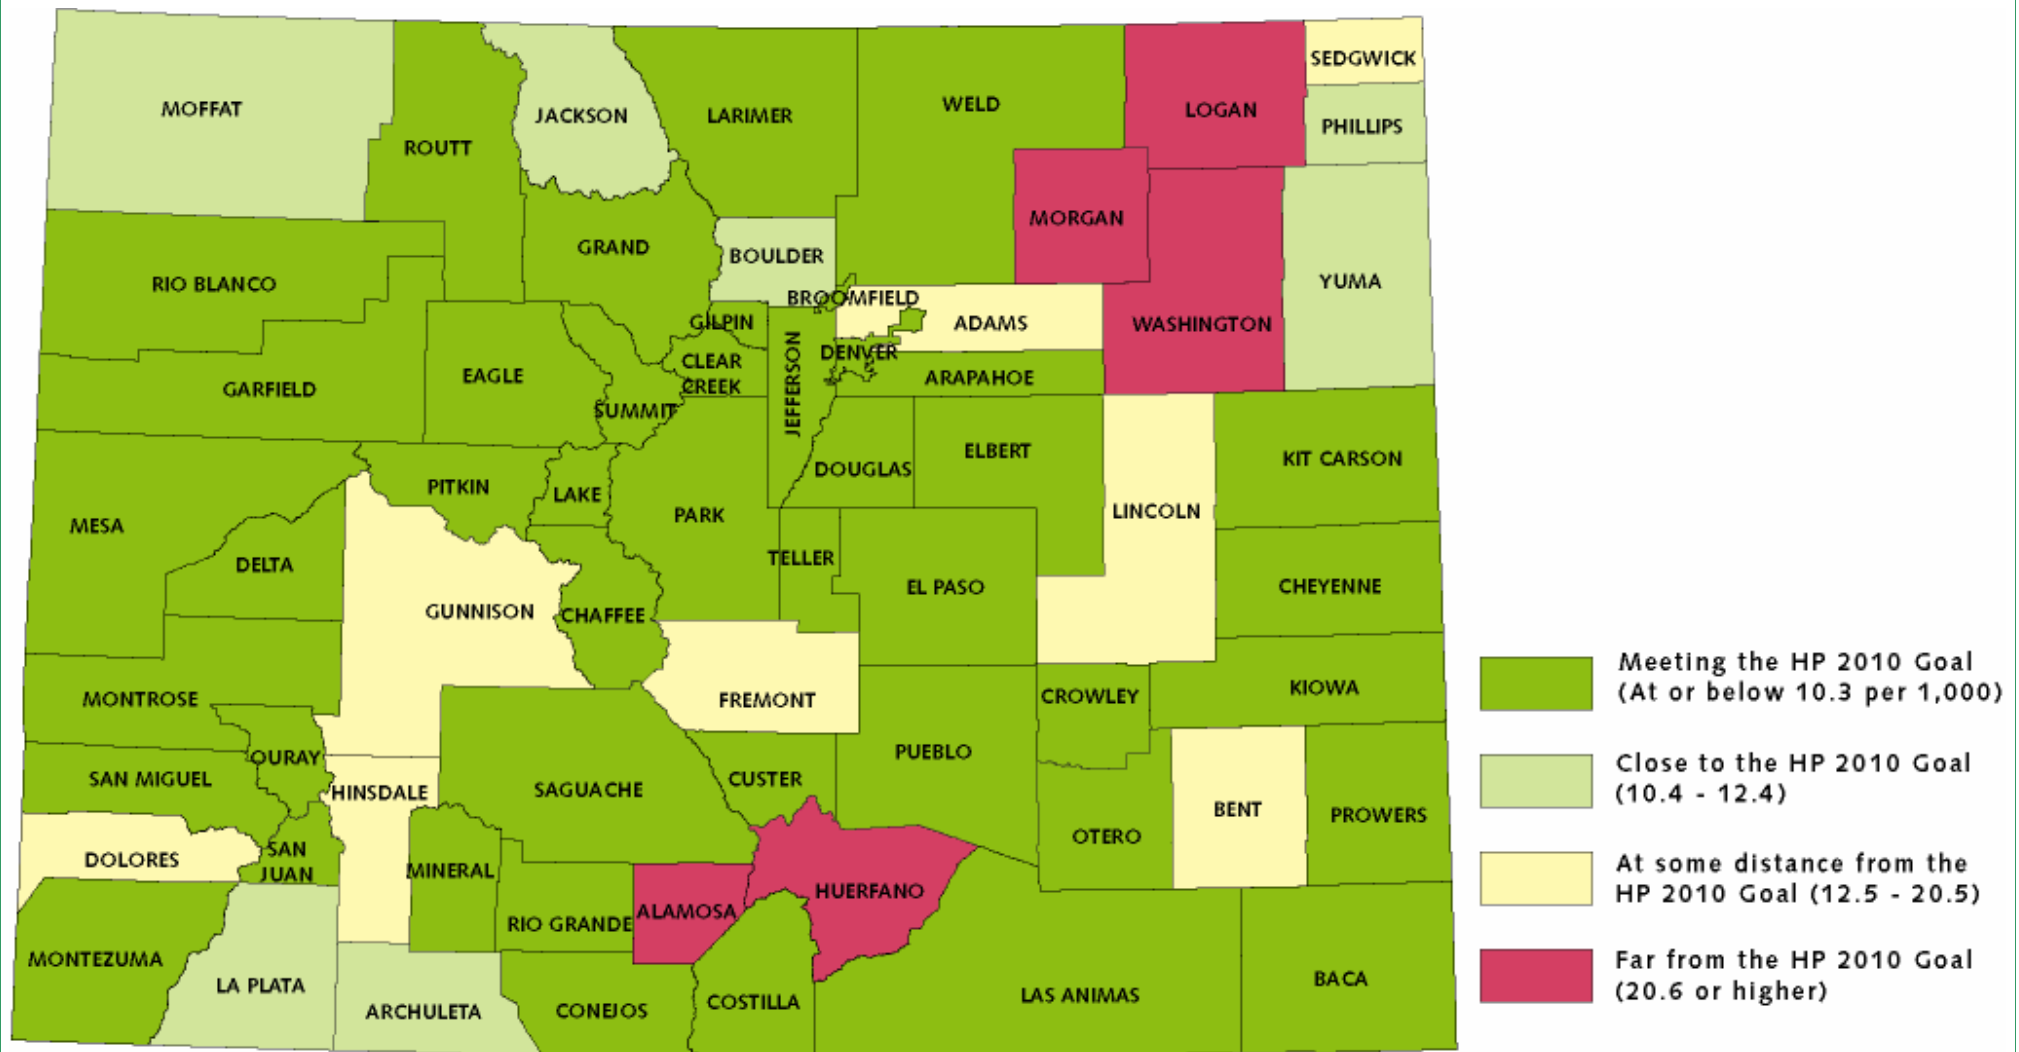 MOFFAT
ROUTT
JACKSON
LARIMER
WELD
LOGAN
SEDGWICK
PHILLIPS
MORGAN
YUMA
WASHINGTON
RIO BLANCO
GRAND
BOULDER
BROOMFIELD
ADAMS
GILPIN
CLEAR
CREEK
JEFFERSON
DENVER
ARAPAHOE
GARFIELD
EAGLE
SUMMIT
MESA
PITKIN
LAKE
PARK
DOUGLAS
ELBERT
LINCOLN
KIT CARSON
DELTA
GUNNISON
CHAFFEE
TELLER
EL PASO
CHEYENNE
MONTROSE
OURAY
FREMONT
CROWLEY
KIOWA
SAN MIGUEL
HINSDALE
SAGUACHE
CUSTER
PUEBLO
OTERO
BENT
PROWERS
DOLORES
SAN
JUAN
MINERAL
RIO GRANDE
ALAMOSA
HUERFANO
MONTEZUMA
LA PLATA
ARCHULETA
CONEJOS
COSTILLA
LAS ANIMAS
BACA
Meeting the HP 2010 Goal
(At or below 10.3 per 1,000)
Close to the HP 2010 Goal
(10.4 - 12.4)
At some distance from the
HP 2010 Goal (12.5 - 20.5)
Far from the HP 2010 Goal
(20.6 or higher)